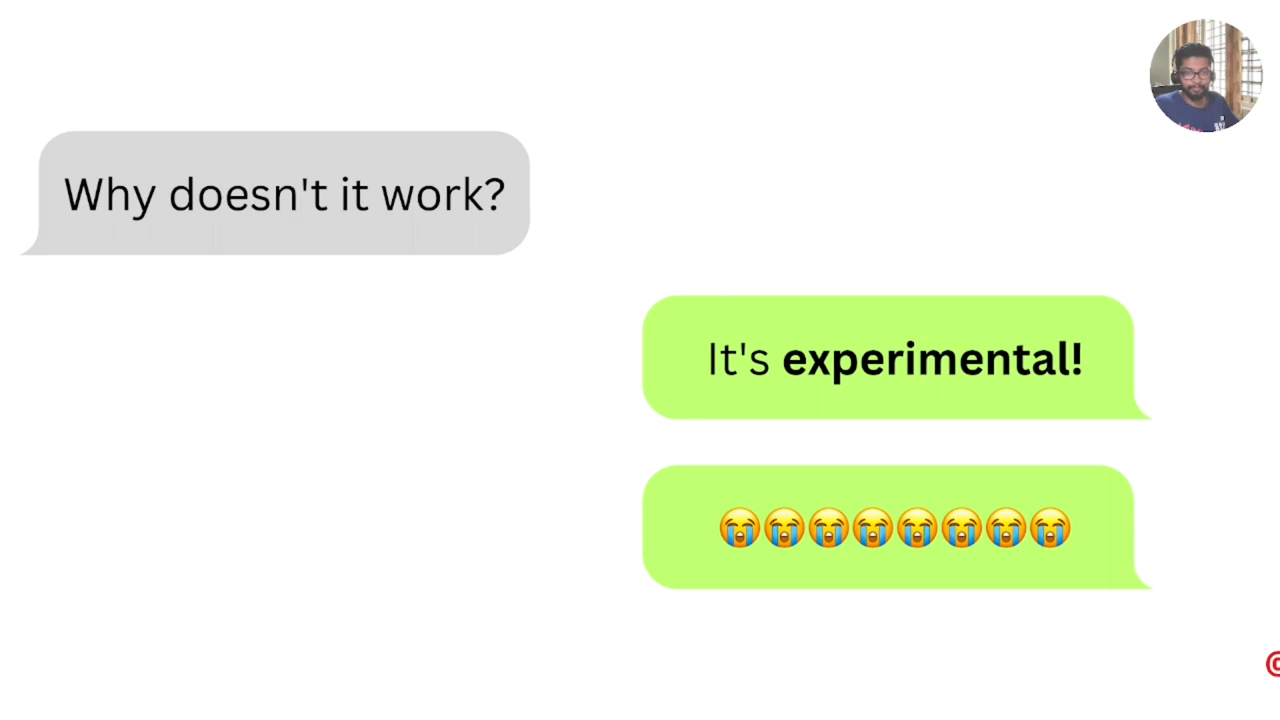 Why doesn't it work?
It's experimental!
😭😭😭😭😭😭😭😭
@